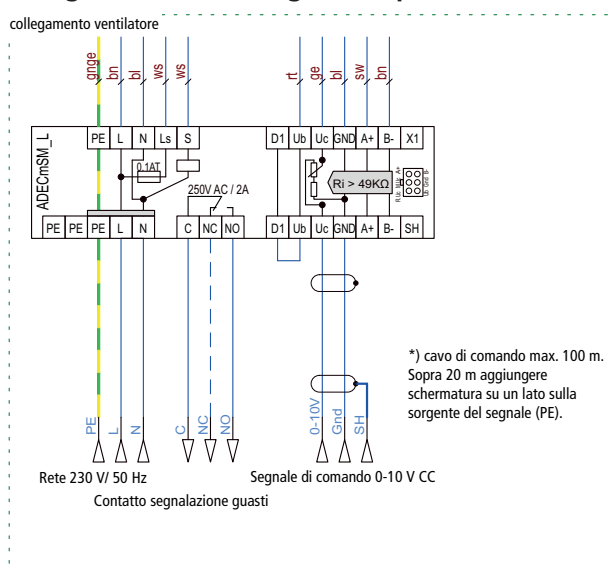 collegamento ventilatore
gnge bn bl ws ws rt ge bl sw bn
ADECmSM_L
PE L N Ls S D1 Ub Uc GND A+ B- X1
0.1AT
250V AC / 2A
Ri > 49KΩ
PE PE PE L N C NC NO D1 Ub Uc GND A+ B- SH
*) cavo di comando max. 100 m.
Sopra 20 m aggiungere
schermatura su un lato sulla
sorgente del segnale (PE).
PE L N C NC NO 0-10V Gnd SH
Rete 230 V/ 50 Hz
Segnale di comando 0-10 V CC
Contatto segnalazione guasti